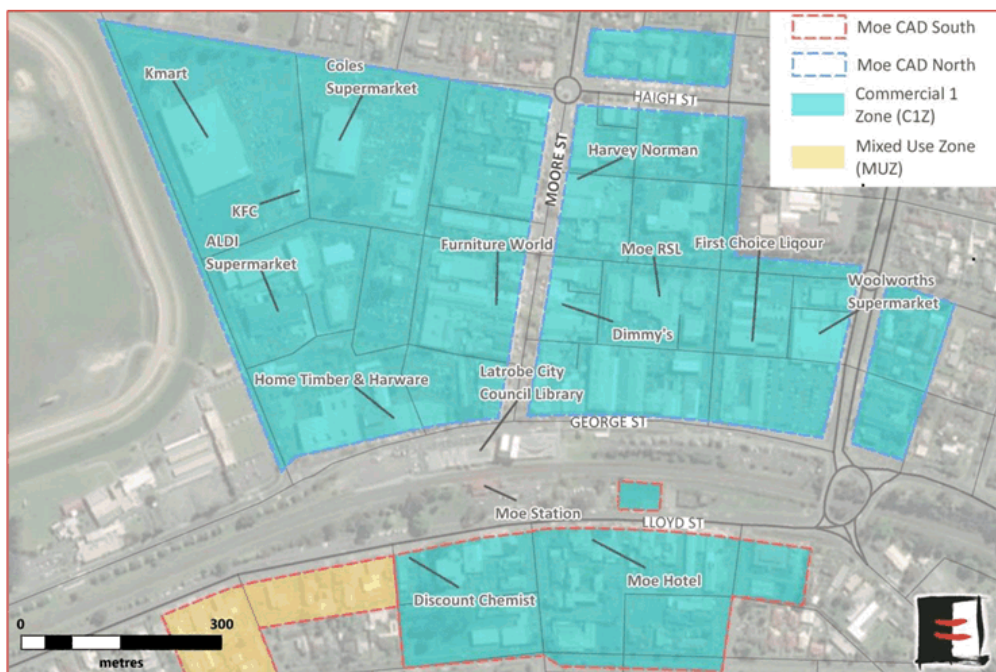 Moe CAD South
Moe CAD North
Commercial 1
Zone (C1Z)
Mixed Use Zone
(MUZ)
Kmart
Coles
Supermarket
HAIGH ST
MOORE ST
Harvey Norman
KFC
ALDI
Supermarket
Furniture World
Moe RSL
First Choice Liqour
Woolworths
Supermarket
Dimmy's
Home Timber & Harware
Latrobe City
Council Library
GEORGE ST
Moe Station
LLOYD ST
Discount Chemist
Moe Hotel
0
300
metres